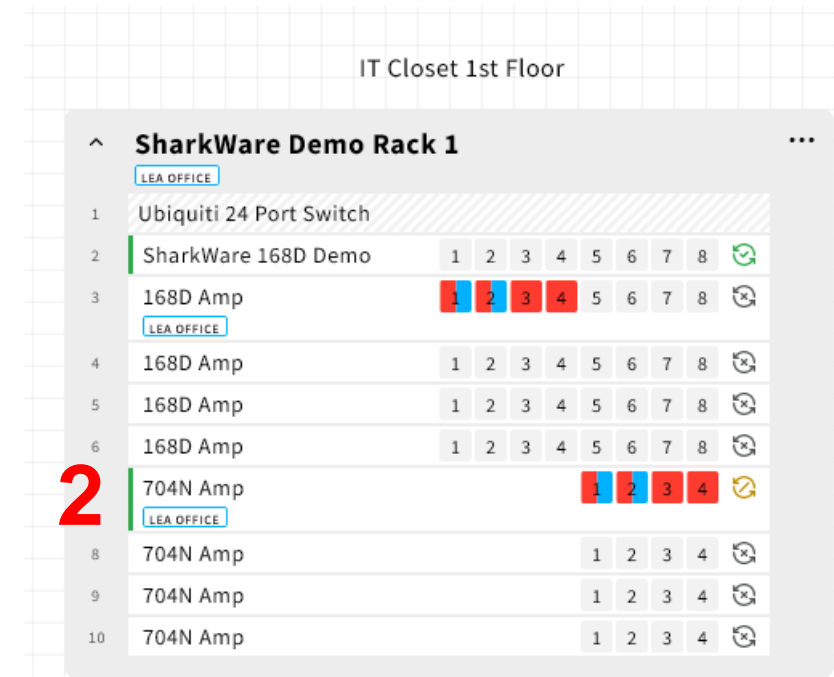 IT Closet 1st Floor
SharkWare Demo Rack 1
LEA OFFICE
1 Ubiquiti 24 Port Switch
2 SharkWare 168D Demo 1 2 3 4 5 6 7 8
3 168D Amp 1 2 3 4 5 6 7 8
LEA OFFICE
4 168D Amp 1 2 3 4 5 6 7 8
5 168D Amp 1 2 3 4 5 6 7 8
6 168D Amp 1 2 3 4 5 6 7 8
2 704N Amp 1 2 3 4
LEA OFFICE
8 704N Amp 1 2 3 4
9 704N Amp 1 2 3 4
10 704N Amp 1 2 3 4